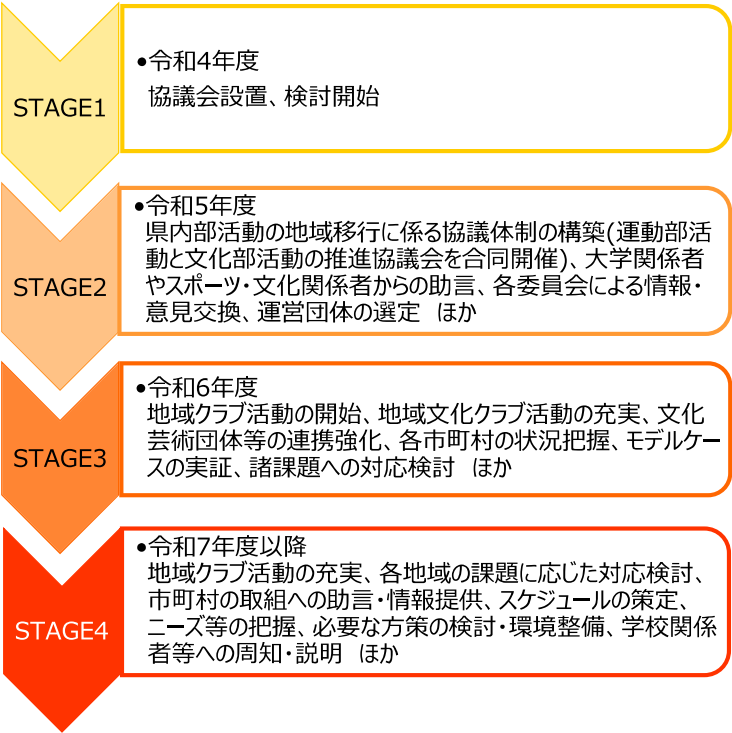 STAGE1
•令和4年度
協議会設置、検討開始
STAGE2
•令和5年度
県内部活動の地域移行に係る協議体制の構築(運動部活
動と文化部活動の推進協議会を合同開催)、大学関係者
やスポーツ・文化関係者からの助言、各委員会による情報・
意見交換、運営団体の選定　ほか
STAGE3
•令和6年度
地域クラブ活動の開始、地域文化クラブ活動の充実、文化
芸術団体等の連携強化、各市町村の状況把握、モデルケー
スの実証、諸課題への対応検討　ほか
STAGE4
•令和7年度以降
地域クラブ活動の充実、各地域の課題に応じた対応検討、
市町村の取組への助言・情報提供、スケジュールの策定、
ニーズ等の把握、必要な方策の検討・環境整備、学校関係
者等への周知・説明　ほか